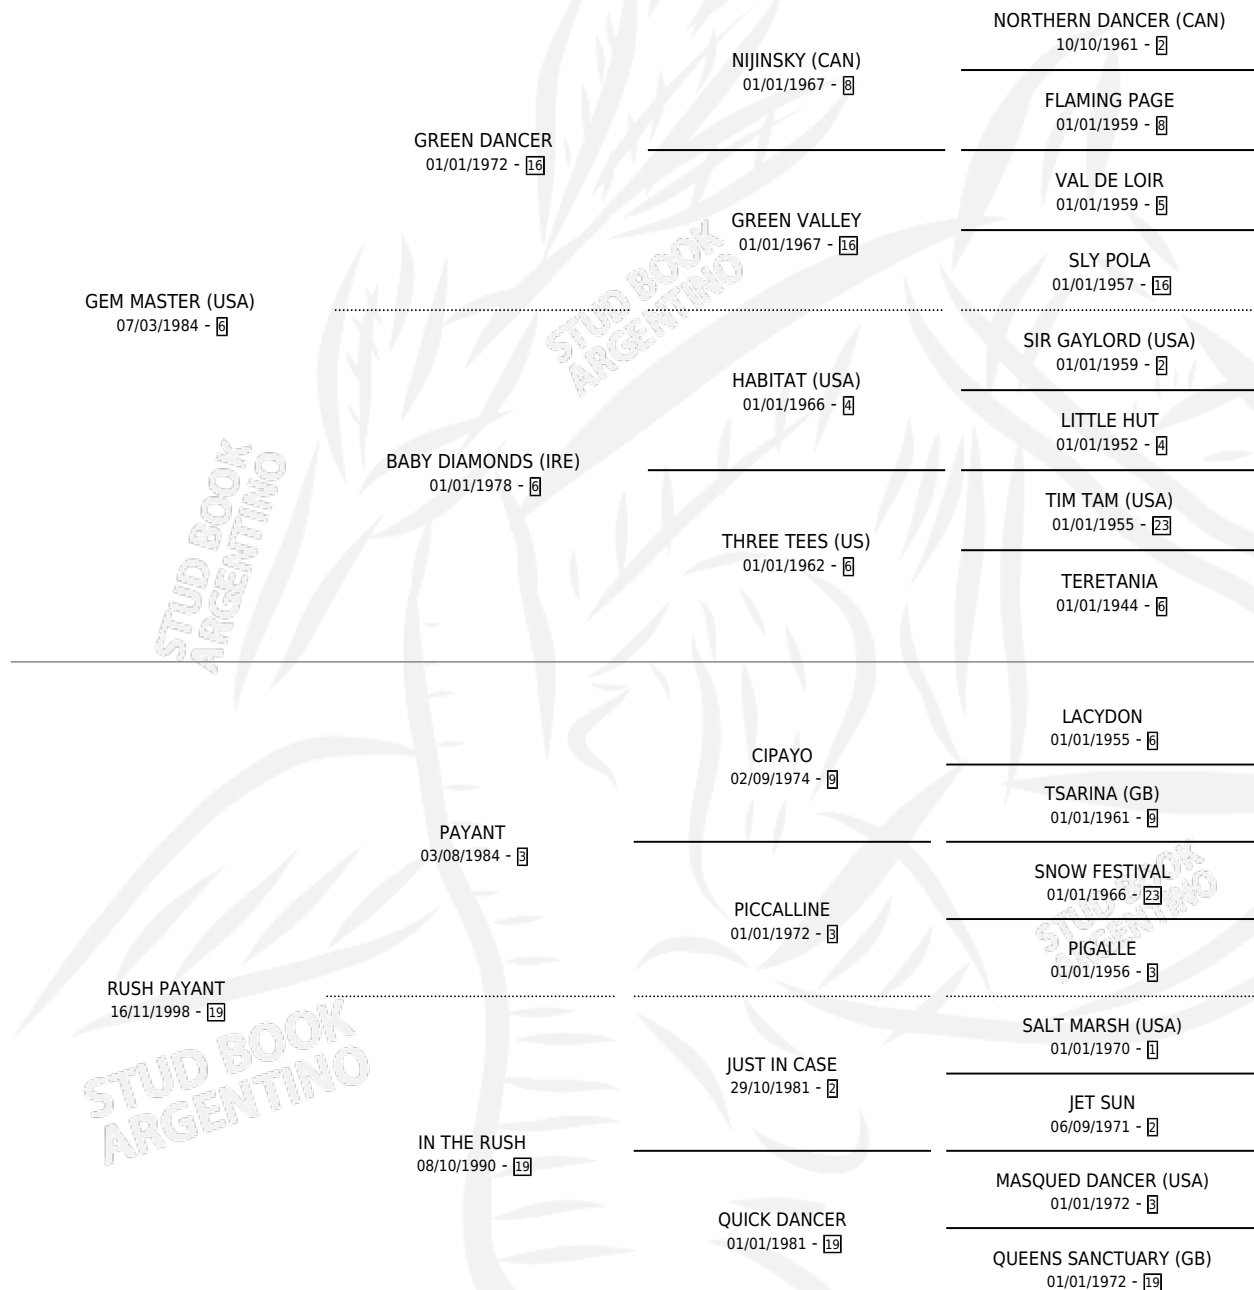 NORTHERN DANCER (CAN)
10/10/1961 - 2
NIJINSKY (CAN)
01/01/1967 - 8
FLAMING PAGE
01/01/1959 - 8
GREEN DANCER
01/01/1972 - 16
VAL DE LOIR
01/01/1959 - 5
GREEN VALLEY
01/01/1967 - 16
SLY POLA
01/01/1957 - 16
GEM MASTER (USA)
07/03/1984 - 6
STUD BOOK
ARGENTINO
SIR GAYLORD (USA)
01/01/1959 - 2
HABITAT (USA)
01/01/1966 - 4
LITTLE HUT
01/01/1952 - 4
BABY DIAMONDS (IRE)
01/01/1978 - 6
TIM TAM (USA)
01/01/1955 - 23
THREE TEES (US)
01/01/1962 - 6
TERETANIA
01/01/1944 - 6
STUD BOOK
ARGENTINO
LACYDON
01/01/1955 - 6
CIPAYO
02/09/1974 - 9
TSARINA (GB)
01/01/1961 - 9
PAYANT
03/08/1984 - 3
SNOW FESTIVAL
01/01/1966 - 23
PICCALLINE
01/01/1972 - 3
STUD BOOK
ARGENTINO
PIGALLE
01/01/1956 - 3
RUSH PAYANT
16/11/1998 - 19
STUD BOOK
ARGENTINO
SALT MARSH (USA)
01/01/1970 - 1
JUST IN CASE
29/10/1981 - 2
JET SUN
06/09/1971 - 2
IN THE RUSH
08/10/1990 - 19
MASQUED DANCER (USA)
01/01/1972 - 3
QUICK DANCER
01/01/1981 - 19
QUEENS SANCTUARY (GB)
01/01/1972 - 19